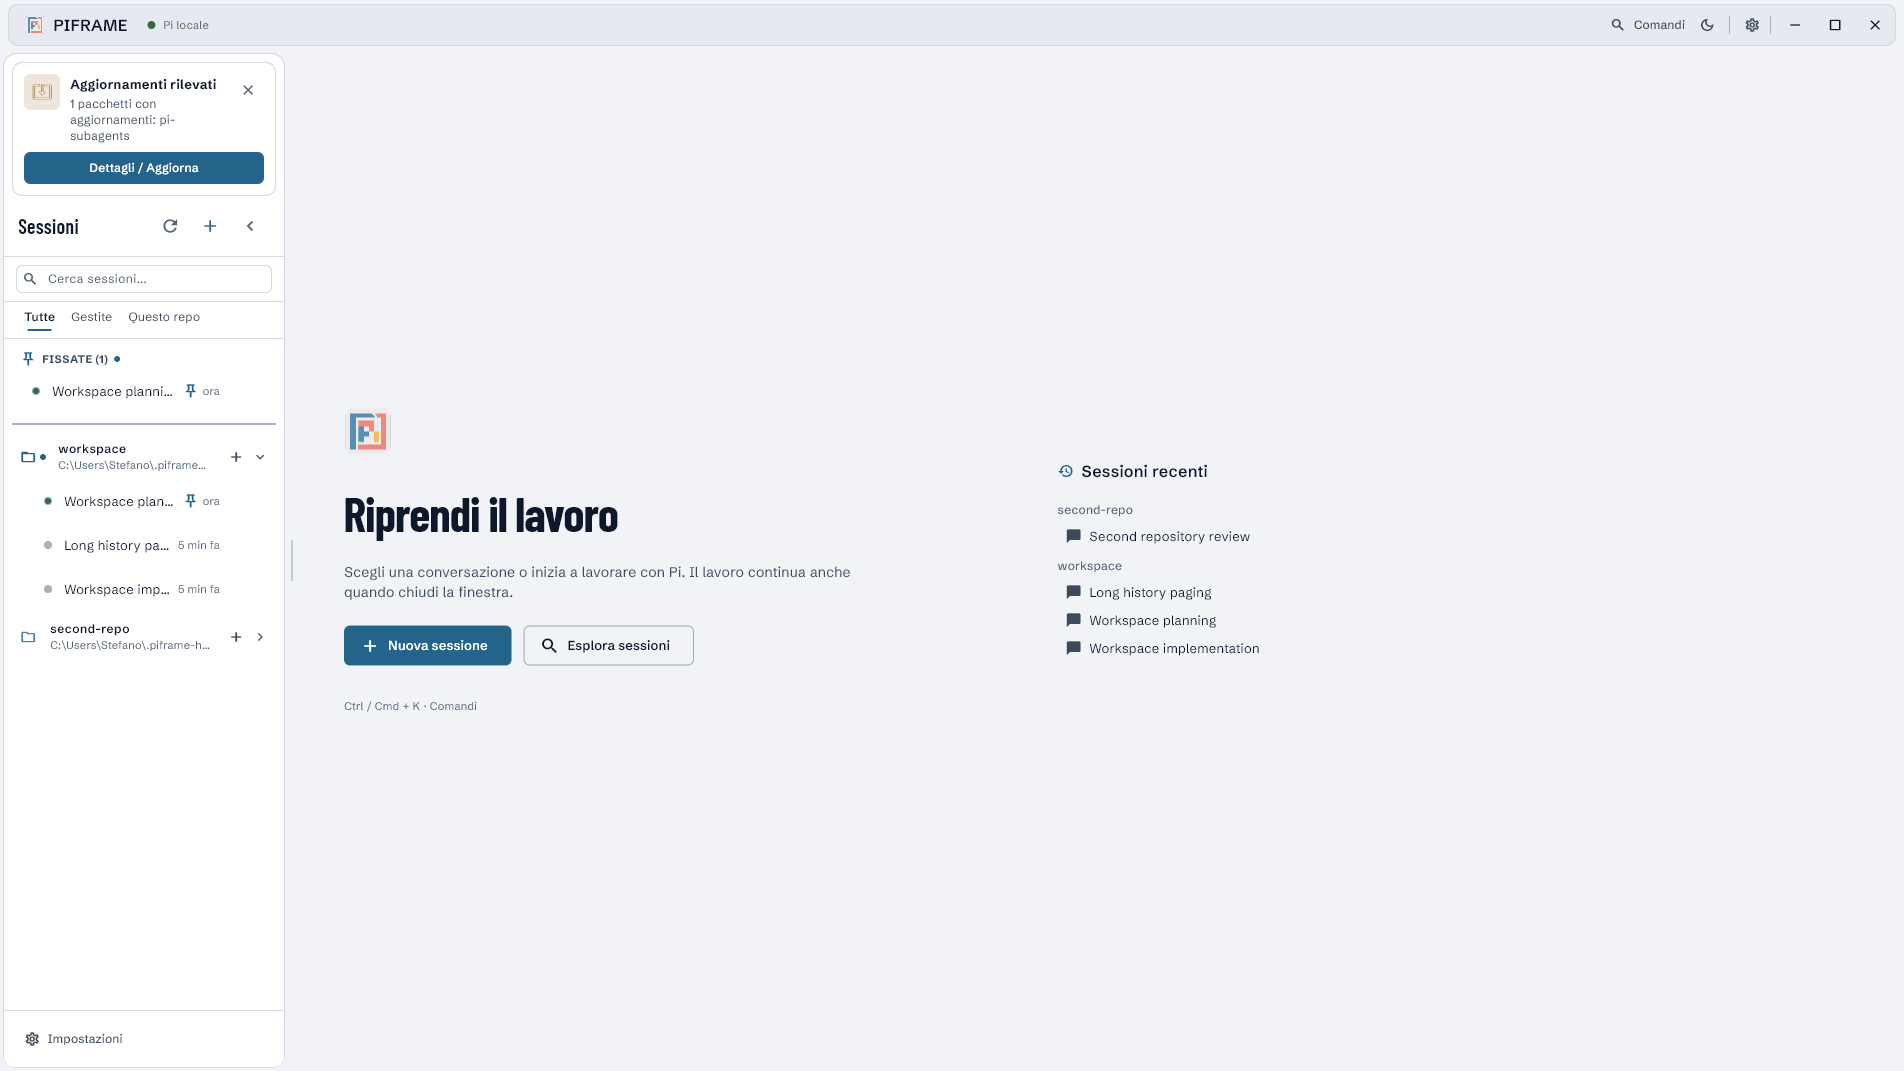 PIFRAME
Pi locale
Comandi
Aggiornamenti rilevati
1 pacchetti con
aggiornamenti: pi-
subagents
Dettagli / Aggiorna
Sessioni
Cerca sessioni...
Tutte
Gestite
Questo repo
FISSATE (1)
Workspace planni...
ora
workspace
C:\Users\Stefano\.piframe...
Workspace plan...
ora
Long history pa...
5 min fa
Workspace imp...
5 min fa
second-repo
C:\Users\Stefano\.piframe-h...
Impostazioni
Riprendi il lavoro
Scegli una conversazione o inizia a lavorare con Pi. Il lavoro continua anche
quando chiudi la finestra.
Nuova sessione
Esplora sessioni
Ctrl / Cmd + K · Comandi
Sessioni recenti
second-repo
Second repository review
workspace
Long history paging
Workspace planning
Workspace implementation